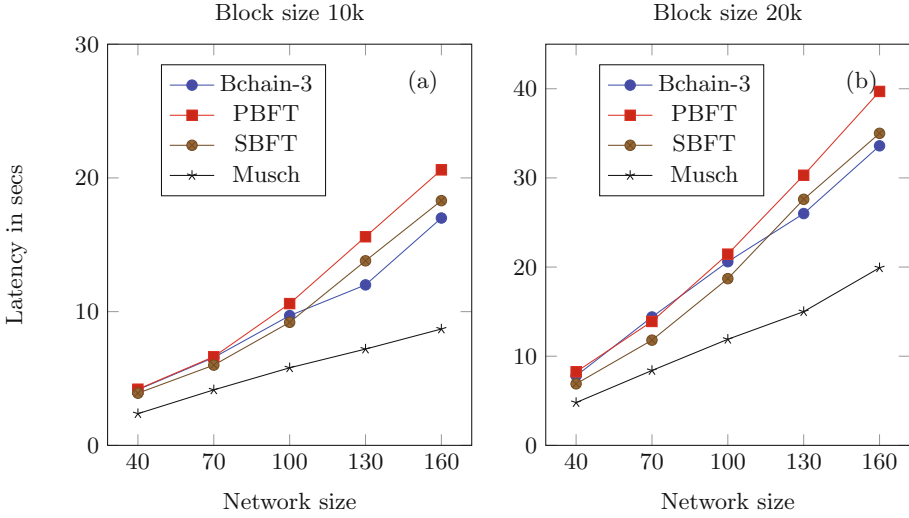 Block size 10k
Block size 20k
Latency in secs
30
20
10
0
(a)
Bchain-3
PBFT
SBFT
Musch
40 70 100 130 160
Network size
40
30
20
10
0
(b)
Bchain-3
PBFT
SBFT
Musch
40 70 100 130 160
Network size